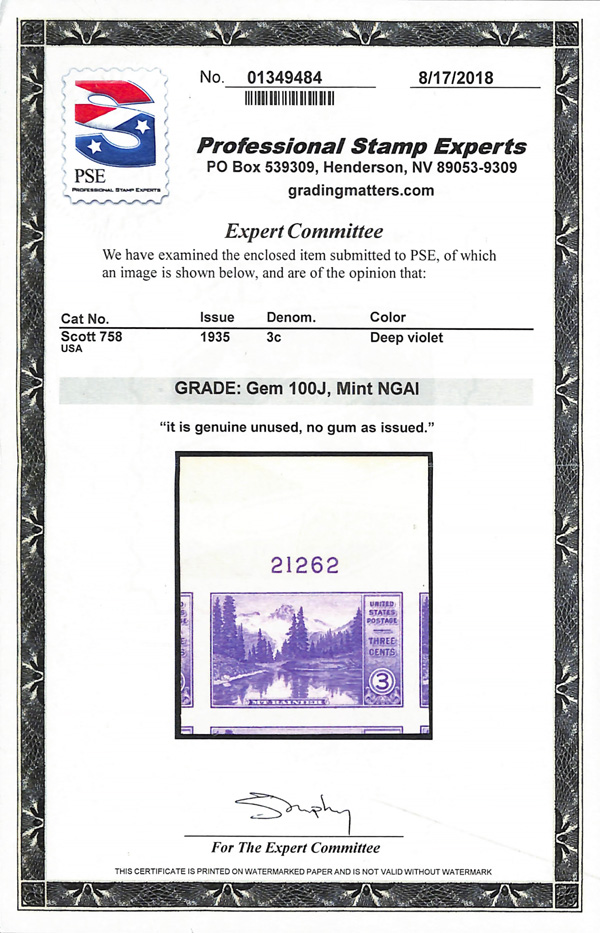 No. 01349484 8/17/2018
PSE
PROFESSIONAL STAMP EXPERTS
Professional Stamp Experts
PO Box 539309, Henderson, NV 89053-9309
gradingmatters.com
Expert Committee
We have examined the enclosed item submitted to PSE, of which
an image is shown below, and are of the opinion that:
Cat No. Issue Denom. Color
Scott 758 1935 3c Deep violet
USA
GRADE: Gem 100J, Mint NGAI
“it is genuine unused, no gum as issued.”
21262
UNITED
STATES
POSTAGE
THREE
CENTS
3
MT. RAINIER
For The Expert Committee
THIS CERTIFICATE IS PRINTED ON WATERMARKED PAPER AND IS NOT VALID WITHOUT WATERMARK